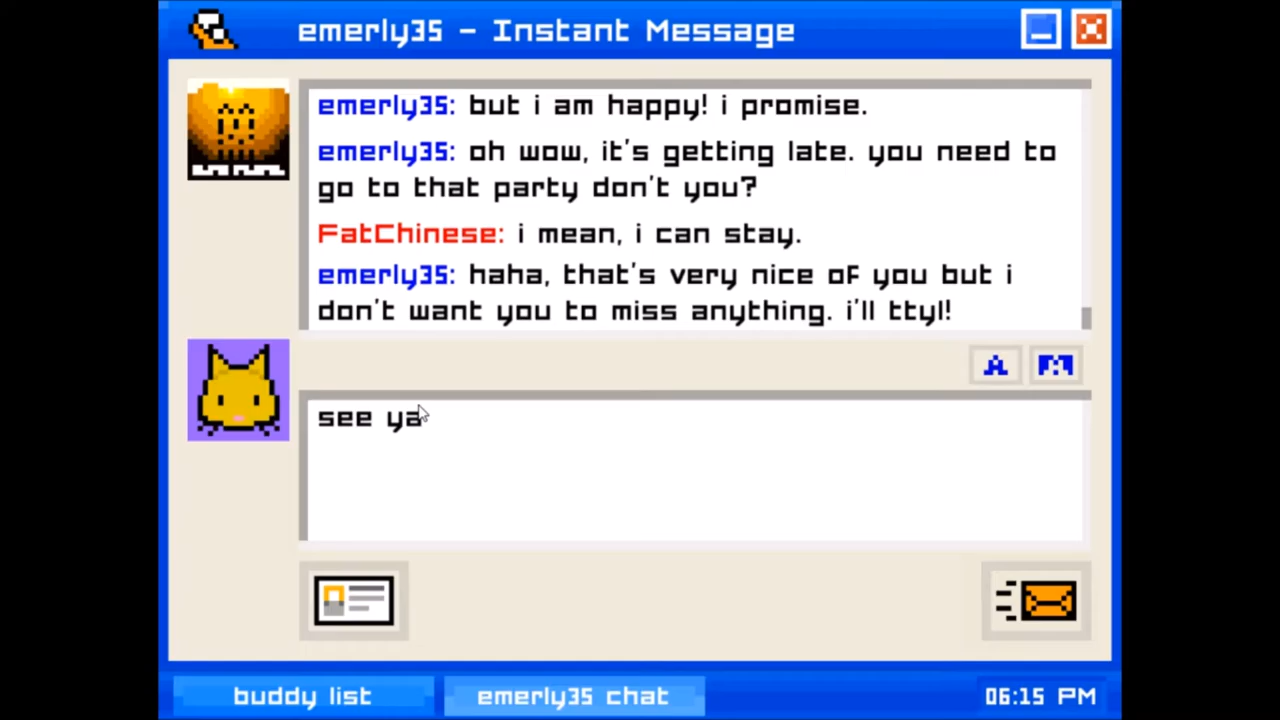 emerly35 - Instant Message
emerly35: but i am happy! i promise.
emerly35: oh wow, it's getting late. you need to
go to that party don't you?
FatChinese: i mean, i can stay.
emerly35: haha, that's very nice of you but i
don't want you to miss anything. i'll ttyl!
A
see ya
buddy list
emerly35 chat
06:15 PM